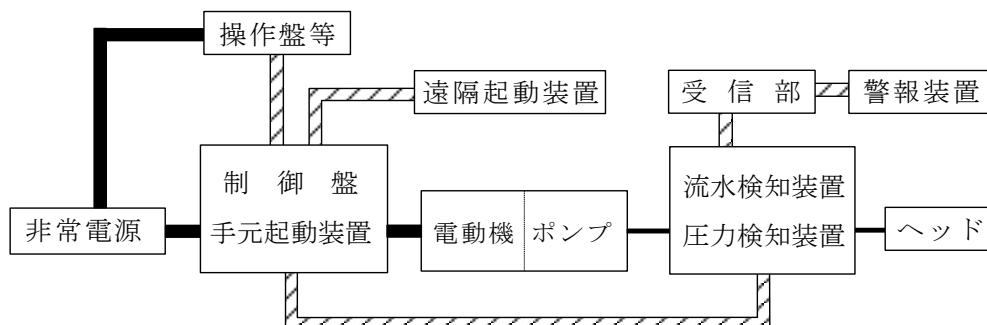 操作盤等
遠隔起動装置
受信部
警報装置
制御盤
手元起動装置
流水検知装置
圧力検知装置
非常電源
電動機
ポンプ
ヘッド